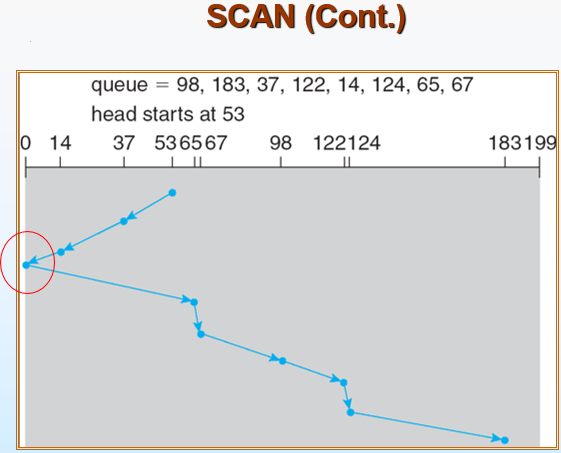 SCAN (Cont.)
queue = 98, 183, 37, 122, 14, 124, 65, 67
head starts at 53
0 14 37 53 65 67 98 122 124 183 199